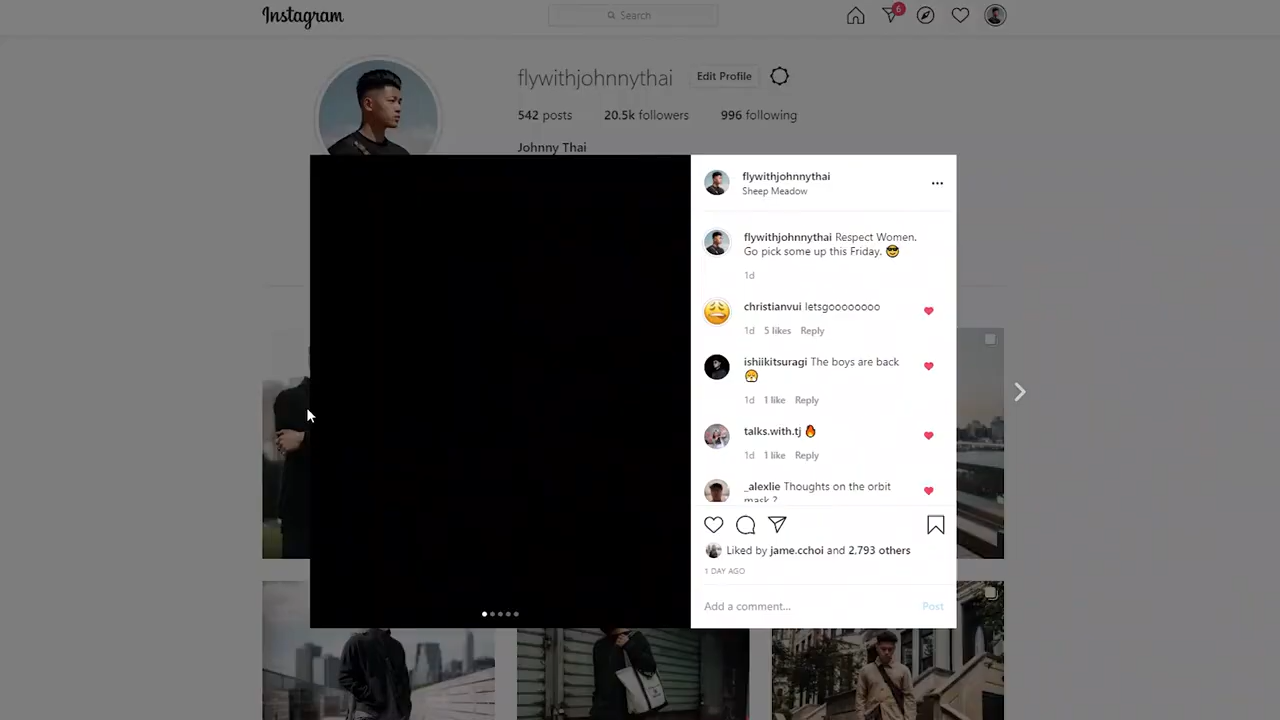 Instagram
Search
6
flywithjohnnythai
Edit Profile
542 posts
20.5k followers
996 following
Johnny Thai
flywithjohnnythai
Sheep Meadow
flywithjohnnythai Respect Women.
Go pick some up this Friday. 😎
1d
christianvui letsgoooooooo
1d 5 likes Reply
ishiikitsuragi The boys are back
😤
1d 1 like Reply
talks.with.tj 🔥
1d 1 like Reply
_alexlie Thoughts on the orbit
mask ?
Liked by jame.cchoi and 2,793 others
1 DAY AGO
Add a comment...
Post